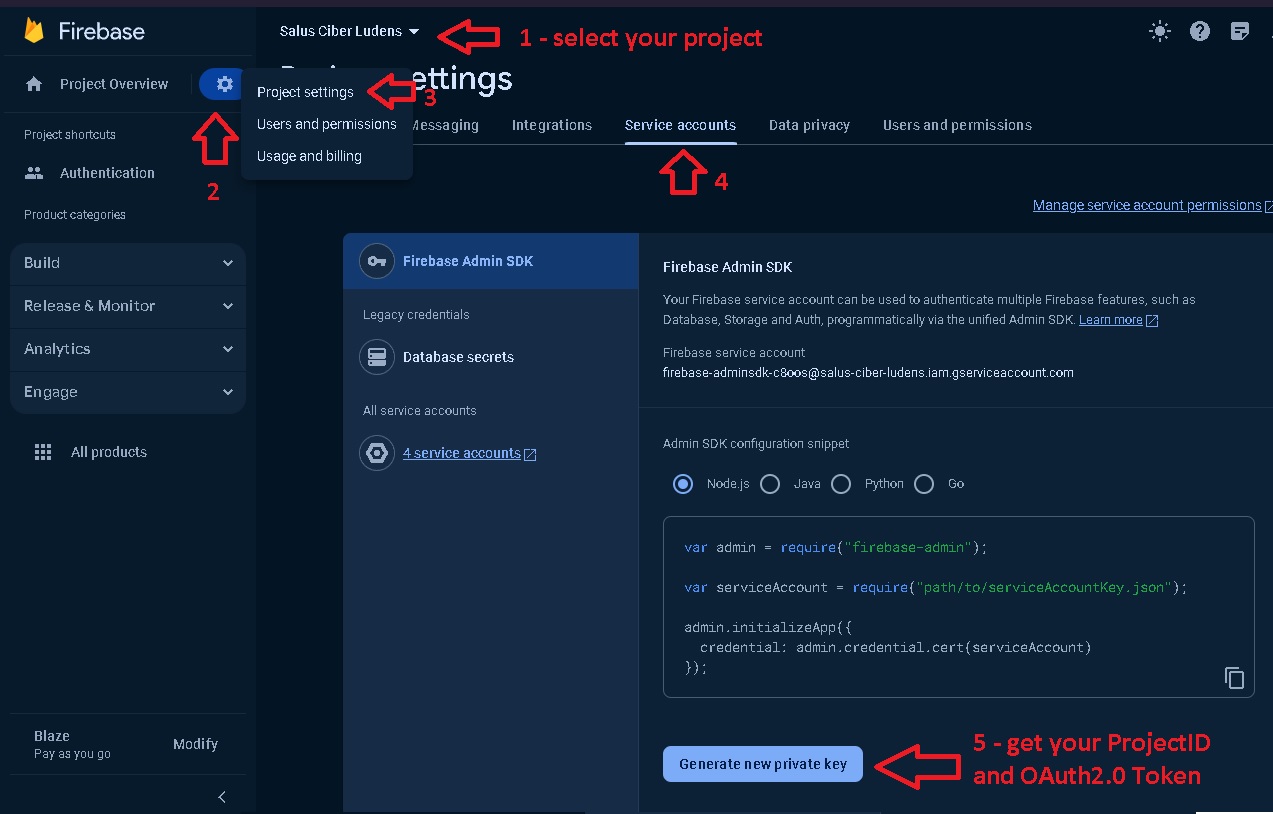 Firebase
Salus Ciber Ludens
1 - select your project
Project Overview
Project settings
3
Users and permissions
Usage and billing
2
ettings
Messaging
Integrations
Service accounts
Data privacy
Users and permissions
4
Project shortcuts
Authentication
Product categories
Build
Release & Monitor
Analytics
Engage
All products
Blaze
Pay as you go
Modify
Manage service account permissions
Firebase Admin SDK
Legacy credentials
Database secrets
All service accounts
4 service accounts
Firebase Admin SDK
Your Firebase service account can be used to authenticate multiple Firebase features, such as
Database, Storage and Auth, programmatically via the unified Admin SDK. Learn more
Firebase service account
firebase-adminsdk-c8oos@salus-ciber-ludens.iam.gserviceaccount.com
Admin SDK configuration snippet
Node.js
Java
Python
Go
var admin = require("firebase-admin");
var serviceAccount = require("path/to/serviceAccountKey.json");
admin.initializeApp({
credential: admin.credential.cert(serviceAccount)
});
Generate new private key
5 - get your ProjectID
and OAuth2.0 Token